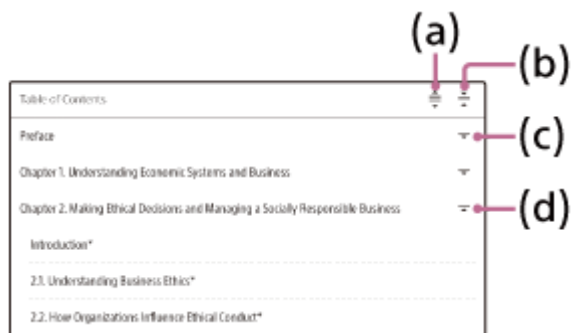 (a)
(b)
Table of Contents
Preface
(c)
Chapter 1. Understanding Economic Systems and Business
Chapter 2. Making Ethical Decisions and Managing a Socially Responsible Business
(d)
Introduction*
2.1. Understanding Business Ethics*
2.2. How Organizations Influence Ethical Conduct*